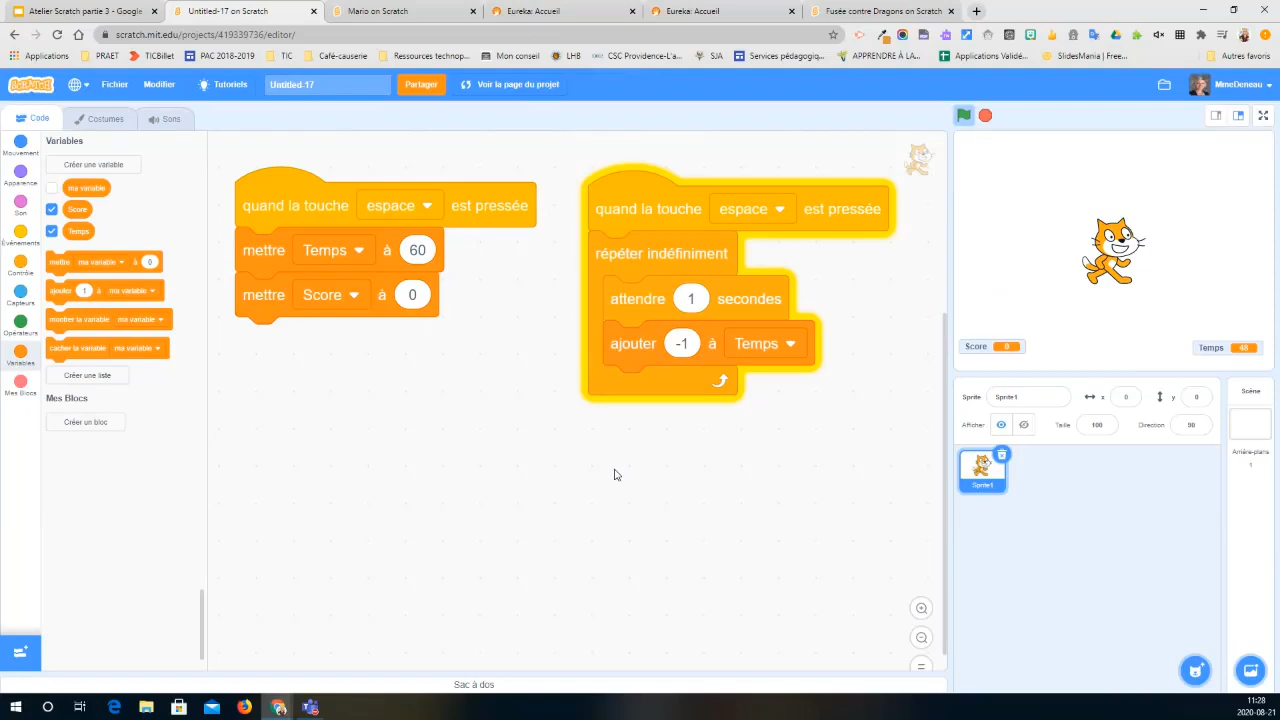 Atelier Scratch partie 3 - Google
Untitled-17 on Scratch
Mario on Scratch
Eureka: Accueil
Eureka: Accueil
Fusée contre Dragons on Scratch
scratch.mit.edu/projects/419339736/editor/
Applications
PRAET
TICBillet
PAC 2018-2019
TIC
Café-causerie
Ressources technop...
Mon conseil
LHB
CSC Providence-L'a...
SJA
Services pédagogiq...
APPRENDRE À LA...
Applications Validé...
SlidesMania | Free...
Autres favoris
SCRATCH
Fichier
Modifier
Tutoriels
Untitled-17
Partager
Voir la page du projet
MmeDeneau
Code
Costumes
Sons
Mouvement
Apparence
Son
Événements
Contrôle
Capteurs
Opérateurs
Variables
Mes Blocs
Variables
Créer une variable
ma variable
Score
Temps
mettre ma variable à 0
ajouter 1 à ma variable
montrer la variable ma variable
cacher la variable ma variable
Créer une liste
Mes Blocs
Créer un bloc
quand la touche espace est pressée
mettre Temps à 60
mettre Score à 0
quand la touche espace est pressée
répéter indéfiniment
attendre 1 secondes
ajouter -1 à Temps
Score 0
Temps 48
Sprite Sprite1 x 0 y 0
Afficher Taille 100 Direction 90
Sprite1
Scène
Arrière-plans
1
Sac à dos
11:28
2020-08-21